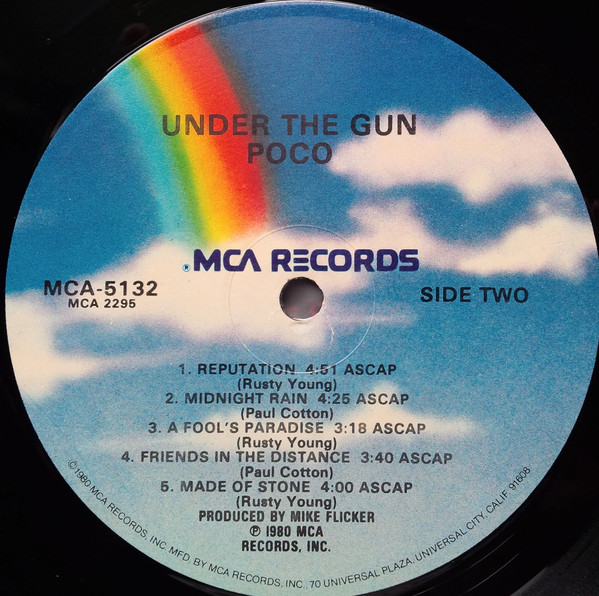 UNDER THE GUN
POCO
® MCA RECORDS
MCA-5132
MCA 2295
SIDE TWO
1. REPUTATION 4:51 ASCAP
(Rusty Young)
2. MIDNIGHT RAIN 4:25 ASCAP
(Paul Cotton)
3. A FOOL'S PARADISE 3:18 ASCAP
(Rusty Young)
4. FRIENDS IN THE DISTANCE 3:40 ASCAP
(Paul Cotton)
5. MADE OF STONE 4:00 ASCAP
(Rusty Young)
PRODUCED BY MIKE FLICKER
℗ 1980 MCA
RECORDS, INC.
©1980 MCA RECORDS, INC. MFD. BY MCA RECORDS, INC., 70 UNIVERSAL PLAZA, UNIVERSAL CITY, CALIF. 91608